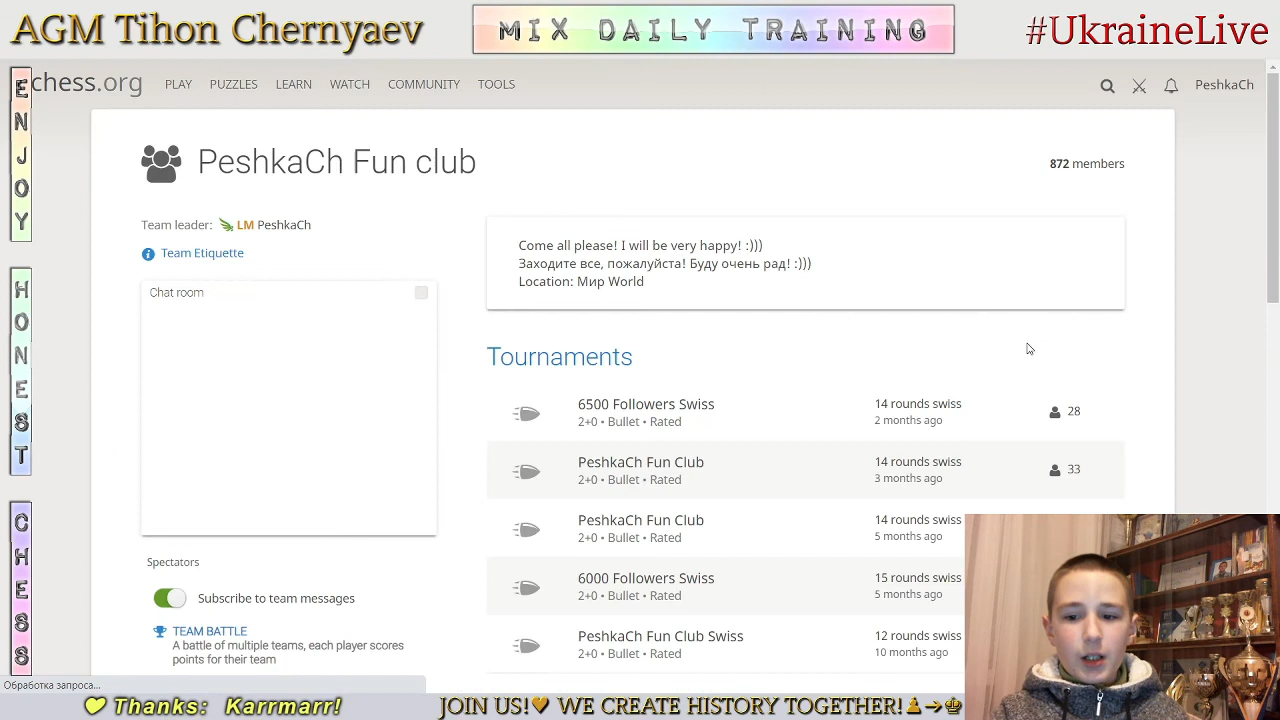 AGM Tihon Chernyaev
MIX DAILY TRAINING
#UkraineLive
ENJOY
HONEST
CHESS
chess.org
PLAY
PUZZLES
LEARN
WATCH
COMMUNITY
TOOLS
PeshkaCh
PeshkaCh Fun club
872 members
Team leader: LM PeshkaCh
Team Etiquette
Come all please! I will be very happy! :)))
Заходите все, пожалуйста! Буду очень рад! :)))
Location: Мир World
Chat room
Tournaments
6500 Followers Swiss
2+0 • Bullet • Rated
14 rounds swiss
2 months ago
28
PeshkaCh Fun Club
2+0 • Bullet • Rated
14 rounds swiss
3 months ago
33
PeshkaCh Fun Club
2+0 • Bullet • Rated
14 rounds swiss
5 months ago
6000 Followers Swiss
2+0 • Bullet • Rated
15 rounds swiss
5 months ago
PeshkaCh Fun Club Swiss
2+0 • Bullet • Rated
12 rounds swiss
10 months ago
Spectators
Subscribe to team messages
TEAM BATTLE
A battle of multiple teams, each player scores
points for their team
Обработка запроса...
Thanks: Karrmarr!
JOIN US!♥ WE CREATE HISTORY TOGETHER!♟→♚